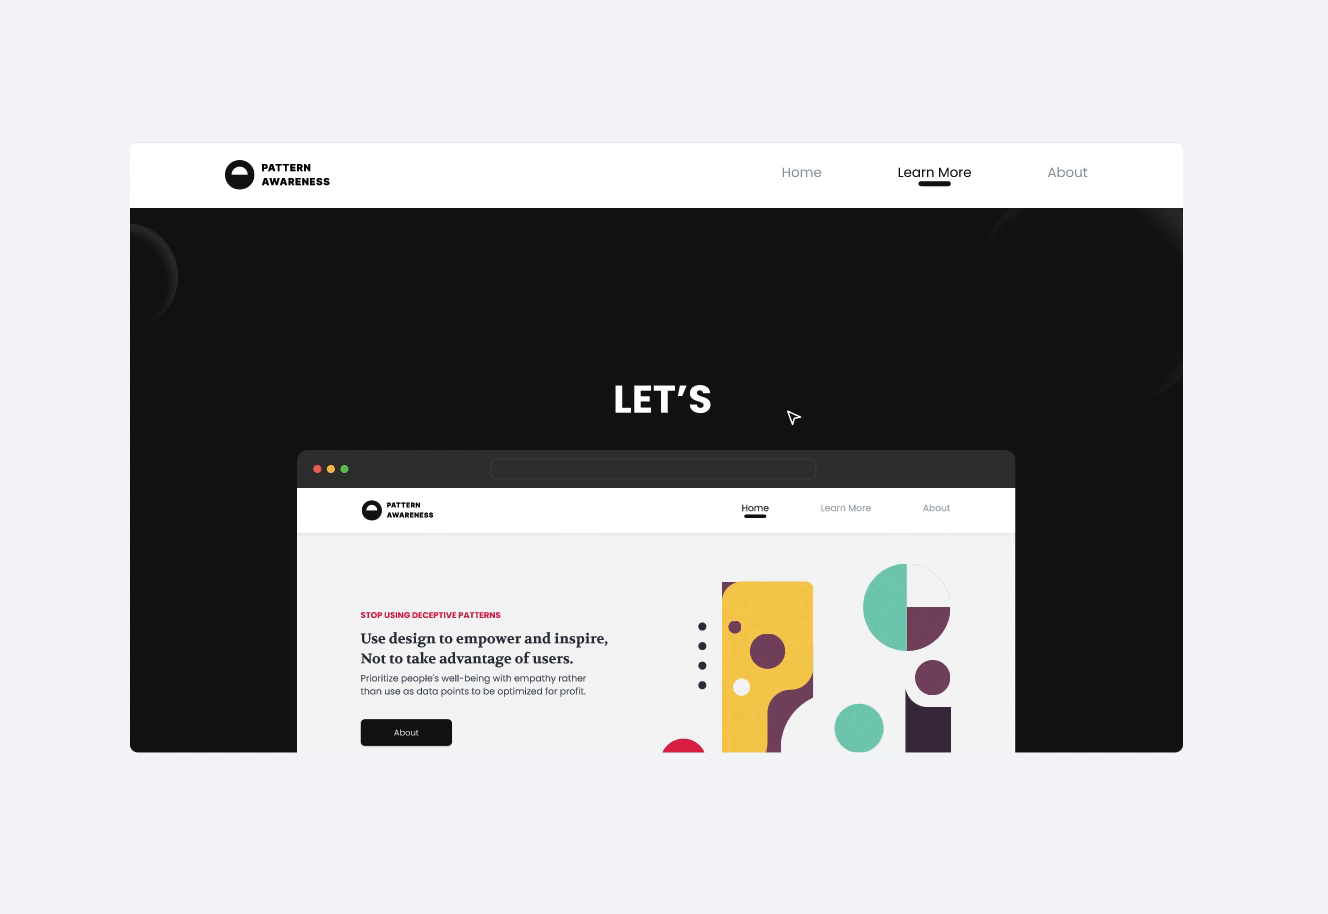 PATTERN
AWARENESS
Home
Learn More
About
LET’S
PATTERN
AWARENESS
Home
Learn More
About
STOP USING DECEPTIVE PATTERNS
Use design to empower and inspire,
Not to take advantage of users.
Prioritize people's well-being with empathy rather
than use as data points to be optimized for profit.
About